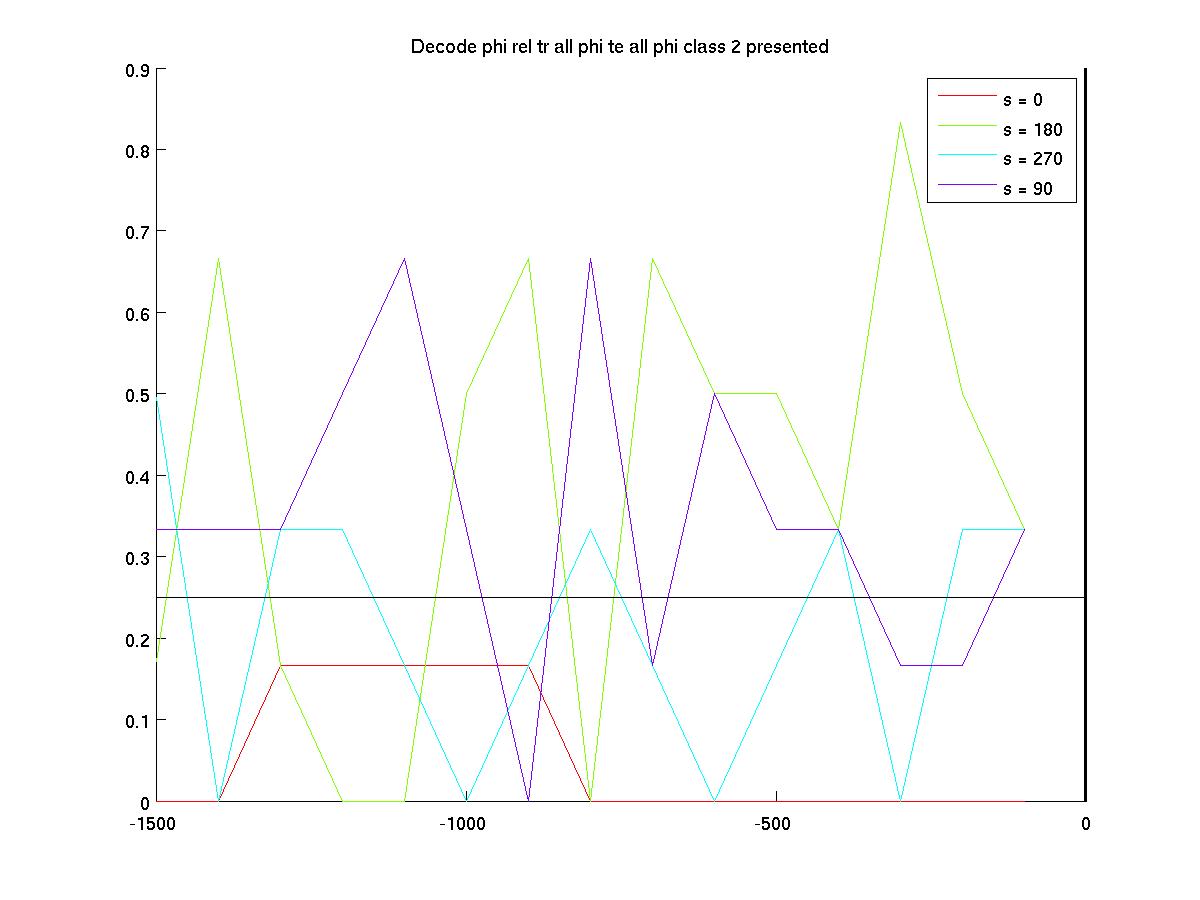 Decode phi rel tr all phi te all phi class 2 presented
0.9
0.8
0.7
0.6
0.5
0.4
0.3
0.2
0.1
0
-1500
-1000
-500
0
s = 0
s = 180
s = 270
s = 90